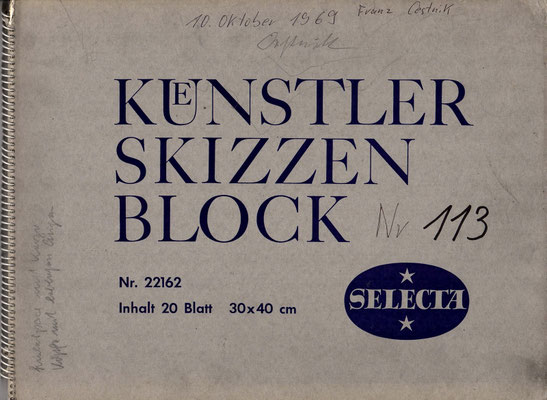 10. Oktober 1969 Franz Cestnik
KUENSTLER
SKIZZEN
BLOCK Nr 113
Nr. 22162
Inhalt 20 Blatt 30x40 cm
SELECTA